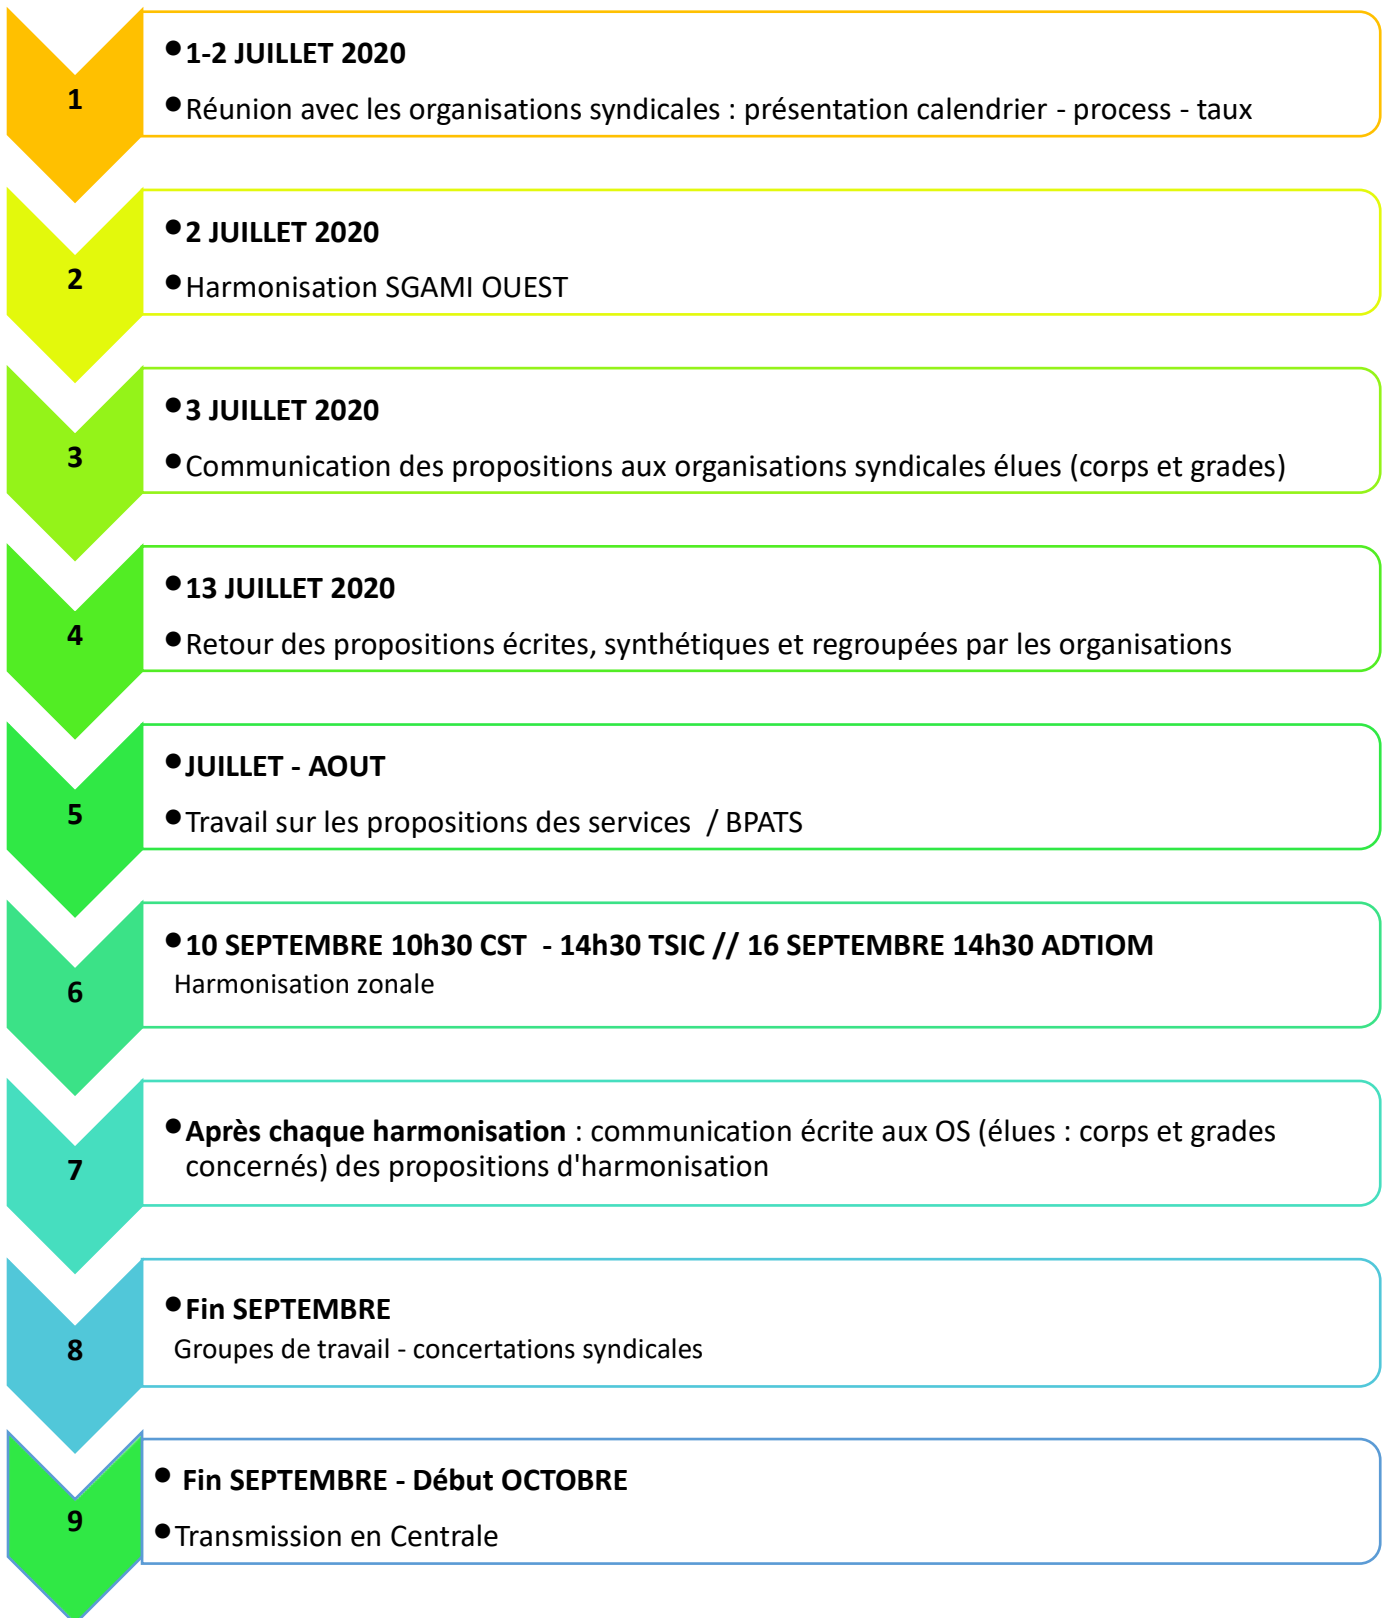 1
•1-2 JUILLET 2020
•Réunion avec les organisations syndicales : présentation calendrier - process - taux
2
•2 JUILLET 2020
•Harmonisation SGAMI OUEST
3
•3 JUILLET 2020
•Communication des propositions aux organisations syndicales élues (corps et grades)
4
•13 JUILLET 2020
•Retour des propositions écrites, synthétiques et regroupées par les organisations
5
•JUILLET - AOUT
•Travail sur les propositions des services / BPATS
6
•10 SEPTEMBRE 10h30 CST - 14h30 TSIC // 16 SEPTEMBRE 14h30 ADTIOM
Harmonisation zonale
7
•Après chaque harmonisation : communication écrite aux OS (élues : corps et grades
concernés) des propositions d'harmonisation
8
•Fin SEPTEMBRE
Groupes de travail - concertations syndicales
9
• Fin SEPTEMBRE - Début OCTOBRE
•Transmission en Centrale